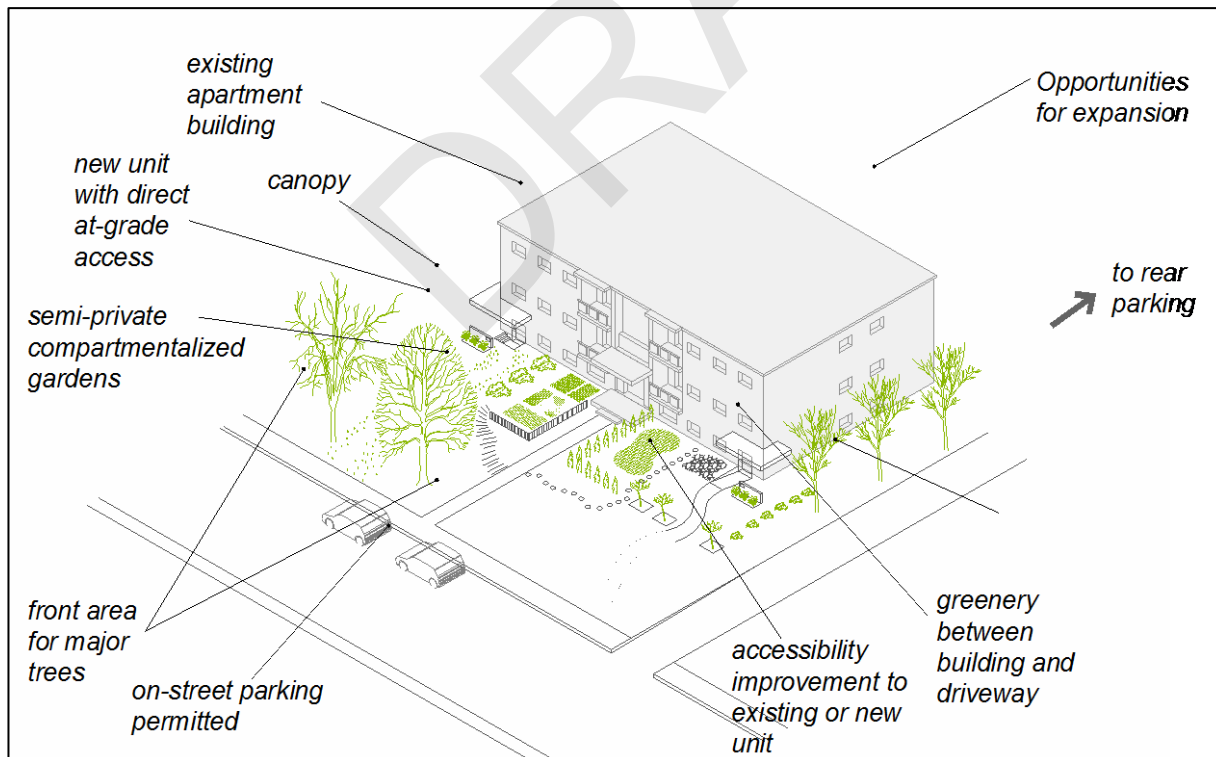 DRA
existing
apartment
building
Opportunities
for expansion
new unit
with direct
at-grade
access
canopy
to rear
parking
semi-private
compartmentalized
gardens
front area
for major
trees
on-street parking
permitted
accessibility
improvement to
existing or new
unit
greenery
between
building and
driveway